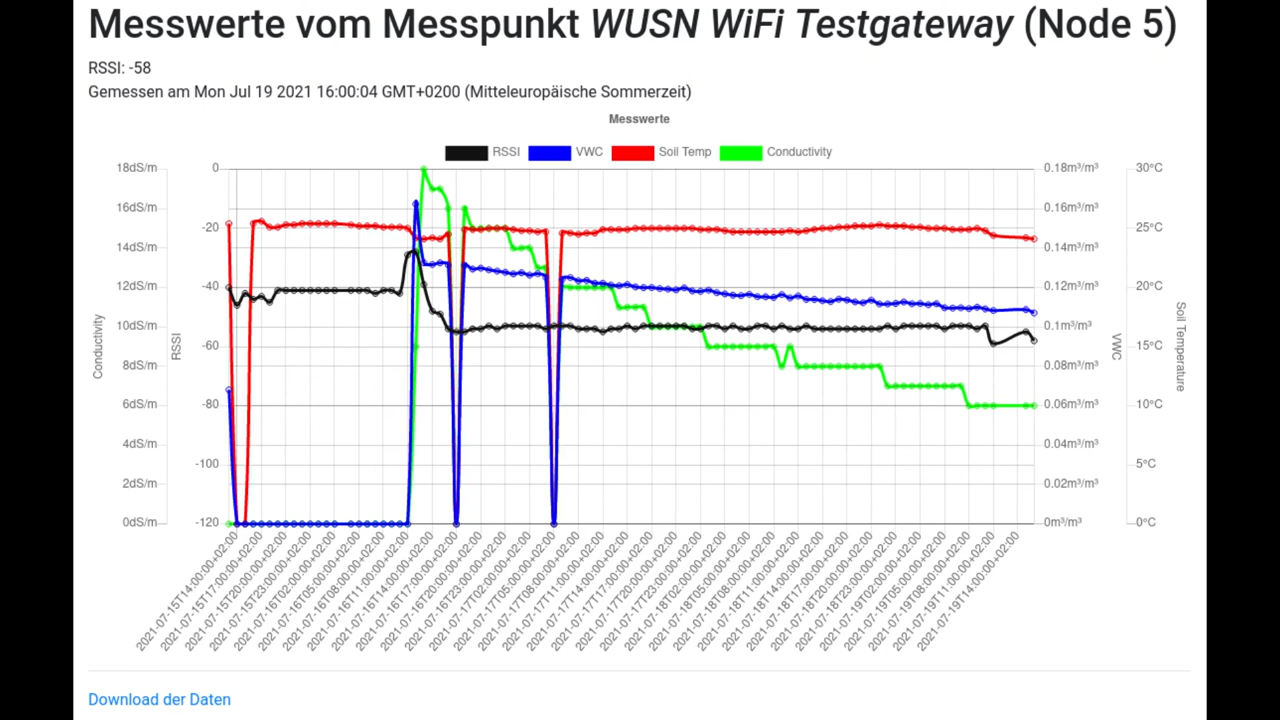 Messwerte vom Messpunkt WUSN WiFi Testgateway (Node 5)
RSSI: -58
Gemessen am Mon Jul 19 2021 16:00:04 GMT+0200 (Mitteleuropäische Sommerzeit)
Messwerte
RSSI VWC Soil Temp Conductivity
18dS/m 0 0.18m³/m³ 30°C
16dS/m -20 0.16m³/m³ 25°C
14dS/m 0.14m³/m³
12dS/m -40 0.12m³/m³ 20°C
10dS/m 0.1m³/m³
Conductivity RSSI VWC Soil Temperature
-60 15°C
8dS/m 0.08m³/m³
6dS/m -80 0.06m³/m³ 10°C
4dS/m 0.04m³/m³
-100 5°C
2dS/m 0.02m³/m³
0dS/m -120 0m³/m³ 0°C
2021-07-15T14:00:00+02:00
2021-07-15T17:00:00+02:00
2021-07-15T20:00:00+02:00
2021-07-15T23:00:00+02:00
2021-07-16T02:00:00+02:00
2021-07-16T05:00:00+02:00
2021-07-16T08:00:00+02:00
2021-07-16T11:00:00+02:00
2021-07-16T14:00:00+02:00
2021-07-16T17:00:00+02:00
2021-07-16T20:00:00+02:00
2021-07-16T23:00:00+02:00
2021-07-17T02:00:00+02:00
2021-07-17T05:00:00+02:00
2021-07-17T08:00:00+02:00
2021-07-17T11:00:00+02:00
2021-07-17T14:00:00+02:00
2021-07-17T17:00:00+02:00
2021-07-17T20:00:00+02:00
2021-07-17T23:00:00+02:00
2021-07-18T02:00:00+02:00
2021-07-18T05:00:00+02:00
2021-07-18T08:00:00+02:00
2021-07-18T11:00:00+02:00
2021-07-18T14:00:00+02:00
2021-07-18T17:00:00+02:00
2021-07-18T20:00:00+02:00
2021-07-18T23:00:00+02:00
2021-07-19T02:00:00+02:00
2021-07-19T05:00:00+02:00
2021-07-19T08:00:00+02:00
2021-07-19T11:00:00+02:00
2021-07-19T14:00:00+02:00
Download der Daten